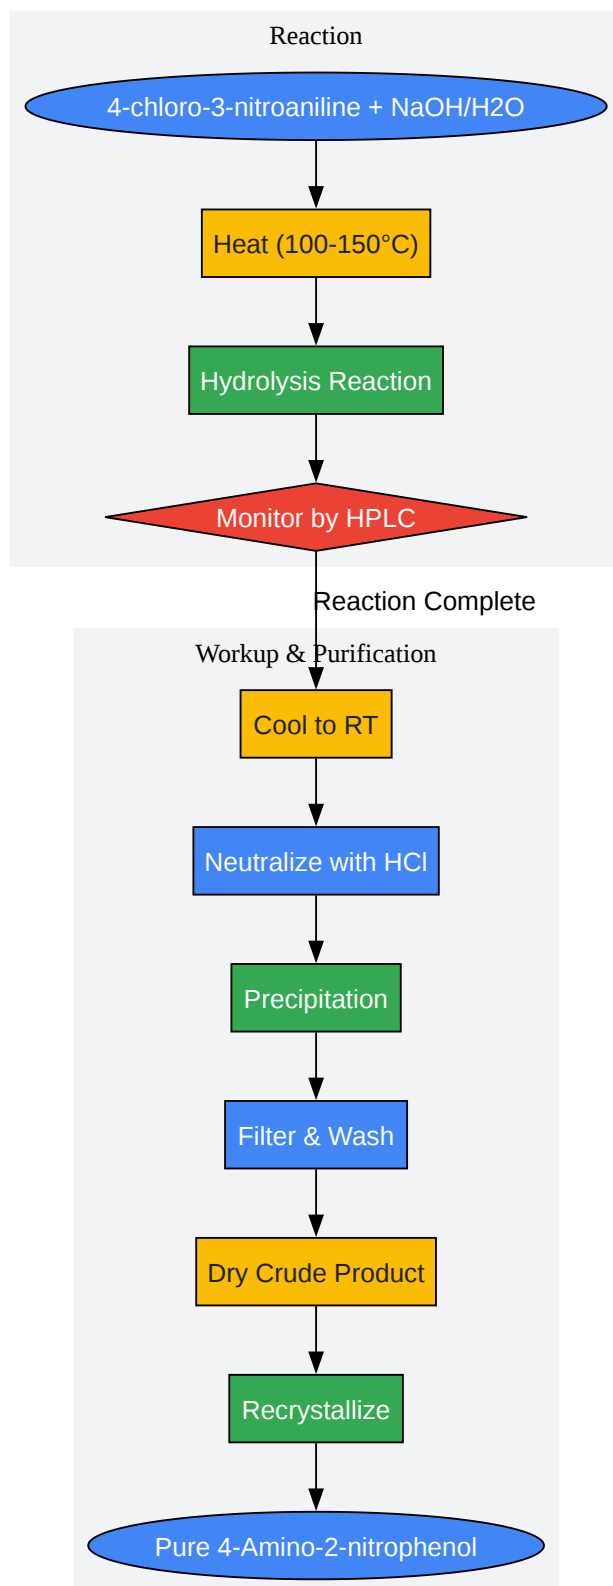 Reaction
4-chloro-3-nitroaniline + NaOH/H2O
Heat (100-150°C)
Hydrolysis Reaction
Monitor by HPLC
Reaction Complete
Workup & Purification
Cool to RT
Neutralize with HCl
Precipitation
Filter & Wash
Dry Crude Product
Recrystallize
Pure 4-Amino-2-nitrophenol